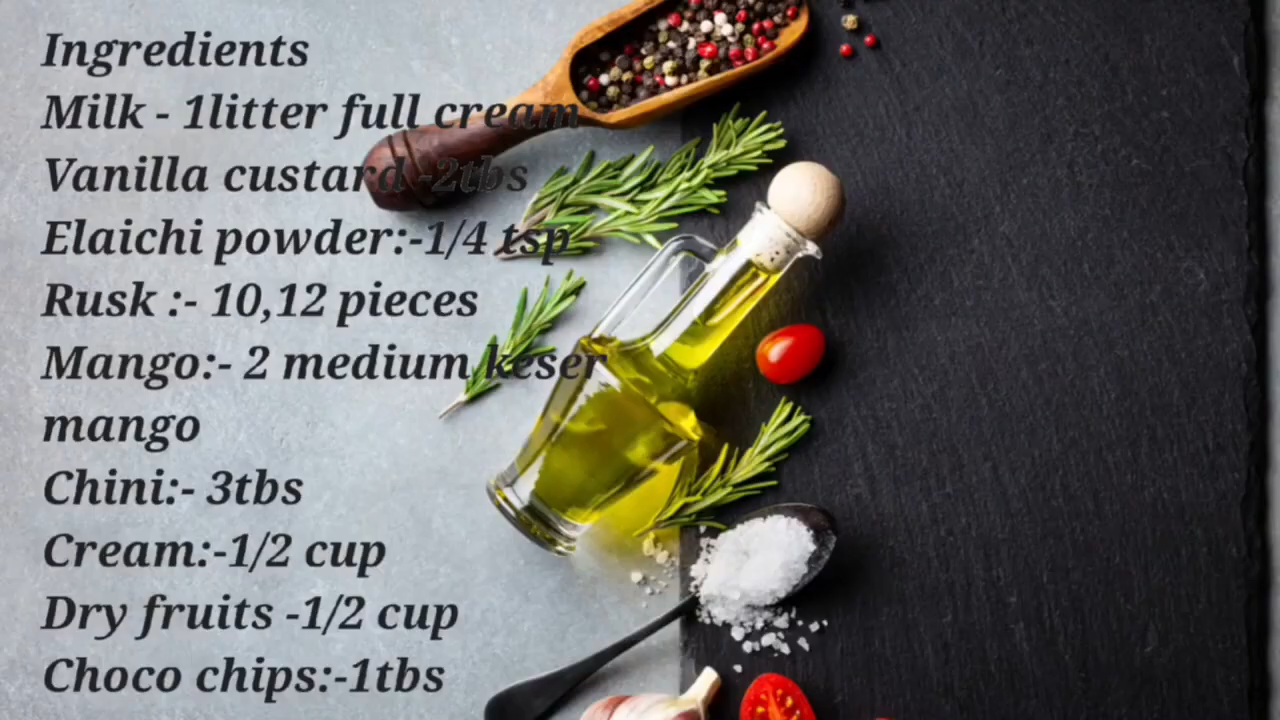 Ingredients
Milk - 1litter full cream
Vanilla custard -2tbs
Elaichi powder:-1/4 tsp
Rusk :- 10,12 pieces
Mango:- 2 medium keser
mango
Chini:- 3tbs
Cream:-1/2 cup
Dry fruits -1/2 cup
Choco chips:-1tbs